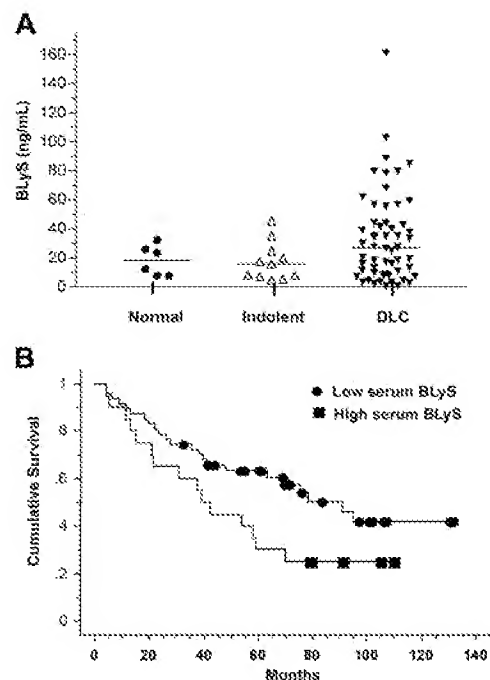 A
BLyS (ng/mL)
160
140
120
100
80
60
40
20
0
Normal Indolent DLC
B
Cumulative Survival
1
.8
.6
.4
.2
0
Low serum BLyS
High serum BLyS
0 20 40 60 80 100 120 140
Months